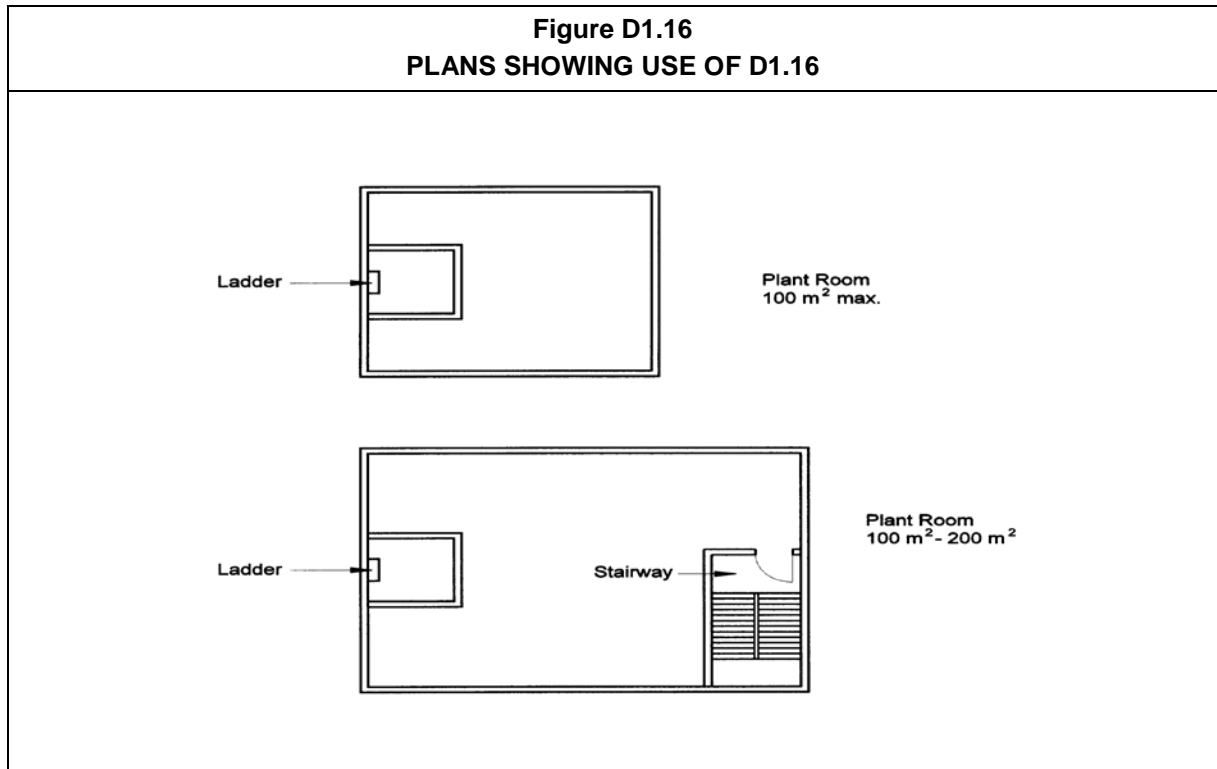 Figure D1.16
PLANS SHOWING USE OF D1.16
Ladder
Plant Room
100 m² max.
Ladder
Stairway
Plant Room
100 m² - 200 m²